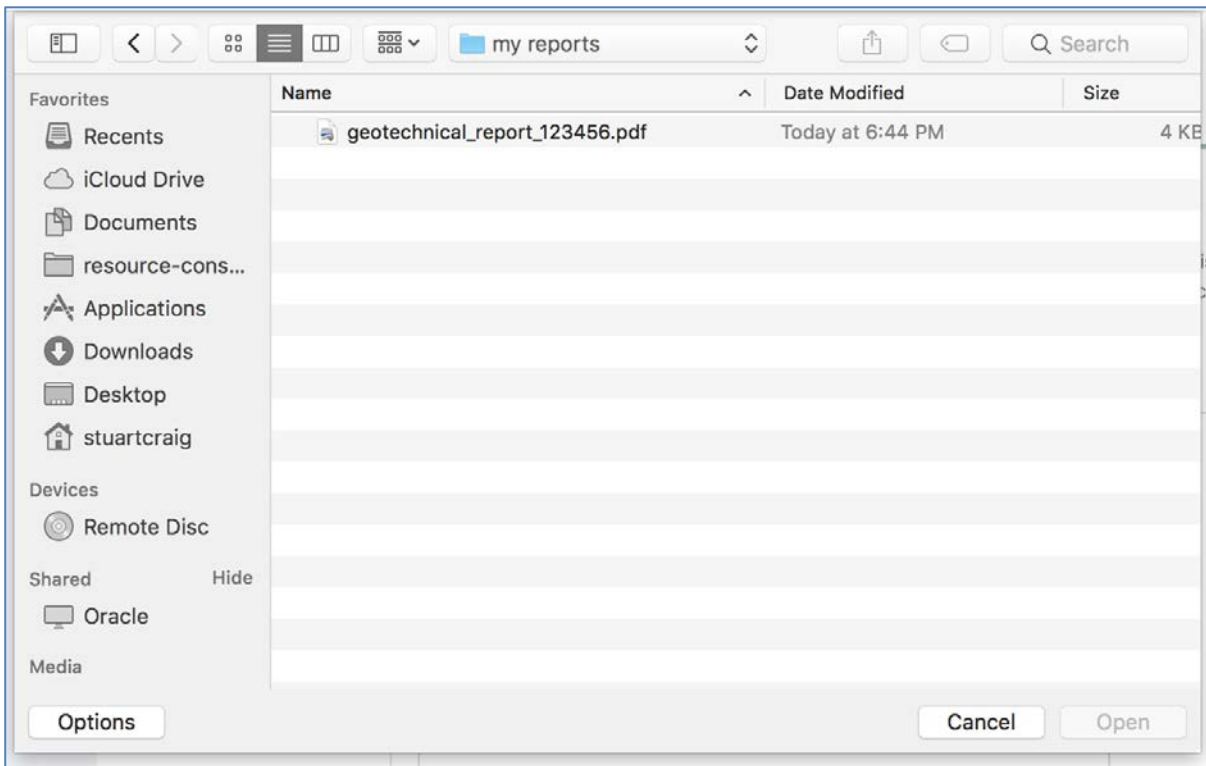 my reports
Search
Favorites
Recents
iCloud Drive
Documents
resource-cons...
Applications
Downloads
Desktop
stuartcraig
Devices
Remote Disc
Shared Hide
Oracle
Media
Name Date Modified Size
geotechnical_report_123456.pdf Today at 6:44 PM 4 KB
Options Cancel Open